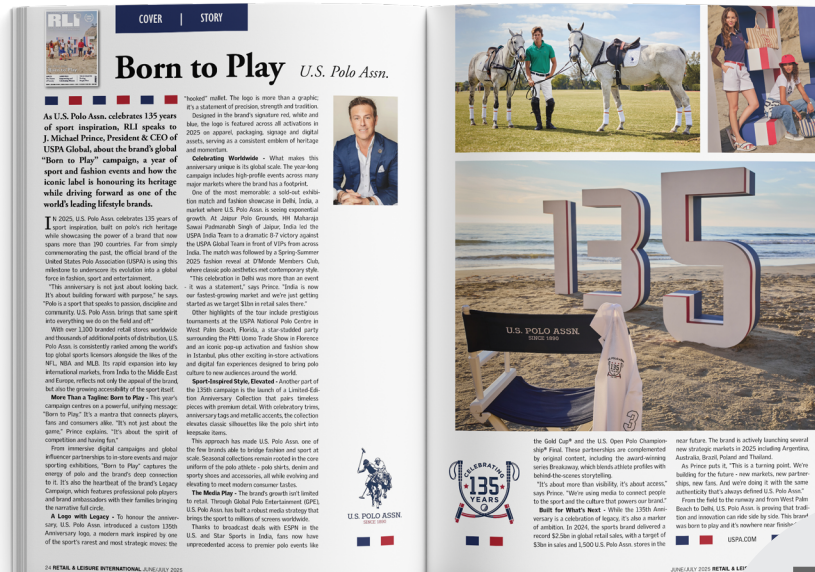 RLI
COVER | STORY
Born to Play U.S. Polo Assn.
As U.S. Polo Assn. celebrates 135 years
of sport inspiration, RLI speaks to
J. Michael Prince, President & CEO of
USPA Global, about the brand's global
"Born to Play" campaign, a year of
sport and fashion events and how the
iconic label is honouring its heritage
while driving forward as one of the
world's leading lifestyle brands.
IN 2025, U.S. Polo Assn. celebrates 135 years of
sport inspiration, built on polo's rich heritage
while showcasing the power of a brand that now
spans more than 190 countries. Far from simply
commemorating the past, the official brand of the
United States Polo Association (USPA) is using this
milestone to underscore its evolution into a global
force in fashion, sport and entertainment.
"This anniversary is not just about looking back.
It's about building forward with purpose," he says.
"Polo is a sport that speaks to passion, discipline and
community. U.S. Polo Assn. brings that same spirit
into everything we do on the field and off."
With over 1,100 branded retail stores worldwide
and thousands of additional points of distribution, U.S.
Polo Assn. is consistently ranked among the world's
top global sport licensors alongside the likes of the
NFL, NBA and MLB. Its rapid expansion into key
international markets, from India to the Middle East
and Europe, reflects not only the appeal of the brand,
but also the growing accessibility of the sport itself.
More Than a Tagline: Born to Play - This year's
campaign centres on a powerful, unifying message:
"Born to Play." It's a mantra that connects players,
fans and consumers alike. "It's not just about the
game," Prince explains. "It's about the spirit of
competition and having fun."
From immersive digital campaigns and global
influencer partnerships to in-store events and major
sporting exhibitions, "Born to Play" captures the
energy of polo and the brand's deep connection
to it. It's also the heartbeat of the brand's Legacy
Campaign, which features professional polo players
and brand ambassadors with their families bringing
the narrative full circle.
A Logo with Legacy - To honour the anniver-
sary, U.S. Polo Assn. introduced a custom 135th
Anniversary logo, a modern mark inspired by one
of the sport's rarest and most strategic moves: the
"hooked" mallet. The logo is more than a graphic;
it's a statement of precision, strength and tradition.
Designed in the brand's signature red, white and
blue, the logo is featured across all activations in
2025 on apparel, packaging, signage and digital
assets, serving as a consistent emblem of heritage
and momentum.
Celebrating Worldwide - What makes this
anniversary unique is its global scale. The year-long
campaign includes high-profile events across many
major markets where the brand has a footprint.
One of the most memorable: a sold-out exhibi-
tion match and fashion showcase in Delhi, India, a
market where U.S. Polo Assn. is seeing exponential
growth. At Jaipur Polo Grounds, HH Maharaja
Sawai Padmanabh Singh of Jaipur, India led the
USPA India Team to a dramatic 8-7 victory against
the USPA Global Team in front of VIPs from across
India. The match was followed by a Spring-Summer
2025 fashion reveal at D'Monde Members Club,
where classic polo aesthetics met contemporary style.
"This celebration in Delhi was more than an event
- it was a statement," says Prince. "India is now
our fastest-growing market and we're just getting
started as we target $1bn in retail sales there."
Other highlights of the tour include prestigious
tournaments at the USPA National Polo Centre in
West Palm Beach, Florida, a star-studded party
surrounding the Pitti Uomo Trade Show in Florence
and an iconic pop-up activation and fashion show
in Istanbul, plus other exciting in-store activations
and digital fan experiences designed to bring polo
culture to new audiences around the world.
Sport-Inspired Style, Elevated - Another part of
the 135th campaign is the launch of a Limited-Edi-
tion Anniversary Collection that pairs timeless
pieces with premium detail. With celebratory trims,
anniversary tags and metallic accents, the collection
elevates classic silhouettes like the polo shirt into
keepsake items.
This approach has made U.S. Polo Assn. one of
the few brands able to bridge fashion and sport at
scale. Seasonal collections remain rooted in the core
uniform of the polo athlete - polo shirts, denim and
sporty shoes and accessories, all while evolving and
elevating to meet modern consumer tastes.
The Media Play - The brand's growth isn't limited
to retail. Through Global Polo Entertainment (GPE),
U.S. Polo Assn. has built a robust media strategy that
brings the sport to millions of screens worldwide.
Thanks to broadcast deals with ESPN in the
U.S. and Star Sports in India, fans now have
unprecedented access to premier polo events like
U.S. POLO ASSN.
SINCE 1890
24 RETAIL & LEISURE INTERNATIONAL JUNE/JULY 2025
135
U.S. POLO ASSN.
SINCE 1890
135
3
CELEBRATING
135
YEARS
the Gold Cup® and the U.S. Open Polo Champion-
ship® Final. These partnerships are complemented
by original content, including the award-winning
series Breakaway, which blends athlete profiles with
behind-the-scenes storytelling.
"It's about more than visibility, it's about access,"
says Prince. "We're using media to connect people
to the sport and the culture that powers our brand."
Built for What's Next - While the 135th Anni-
versary is a celebration of legacy, it's also a marker
of ambition. In 2024, the sports brand delivered a
record $2.5bn in global retail sales, with a target of
$3bn in sales and 1,500 U.S. Polo Assn. stores in the
near future. The brand is actively launching several
new strategic markets in 2025 including Argentina,
Australia, Brazil, Poland and Thailand.
As Prince puts it, "This is a turning point. We're
building for the future - new markets, new partner-
ships, new fans. And we're doing it with the same
authenticity that's always defined U.S. Polo Assn."
From the field to the runway and from West Palm
Beach to Delhi, U.S. Polo Assn. is proving that tradi-
tion and innovation can ride side by side. This brand
was born to play and it's nowhere near finished.
USPA.COM
JUNE/JULY 2025 RETAIL &